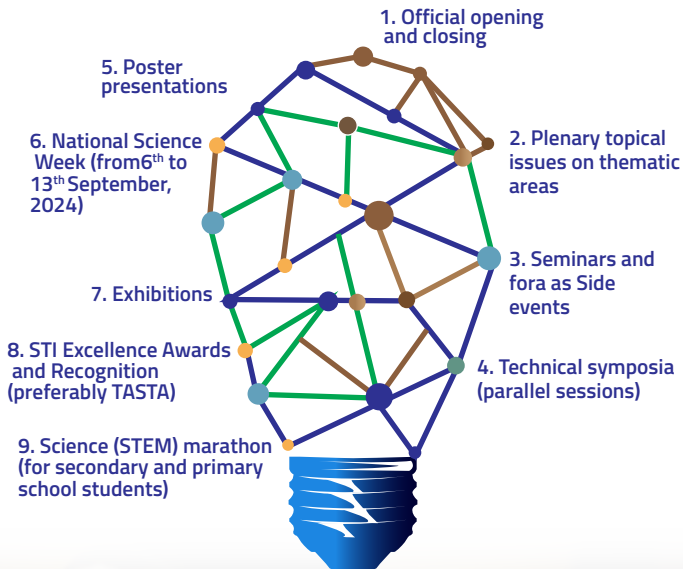 1. Official opening
and closing
2. Plenary topical
issues on thematic
areas
3. Seminars and
fora as Side
events
4. Technical symposia
(parallel sessions)
5. Poster
presentations
6. National Science
Week (from6th to
13th September,
2024)
7. Exhibitions
8. STI Excellence Awards
and Recognition
(preferably TASTA)
9. Science (STEM) marathon
(for secondary and primary
school students)